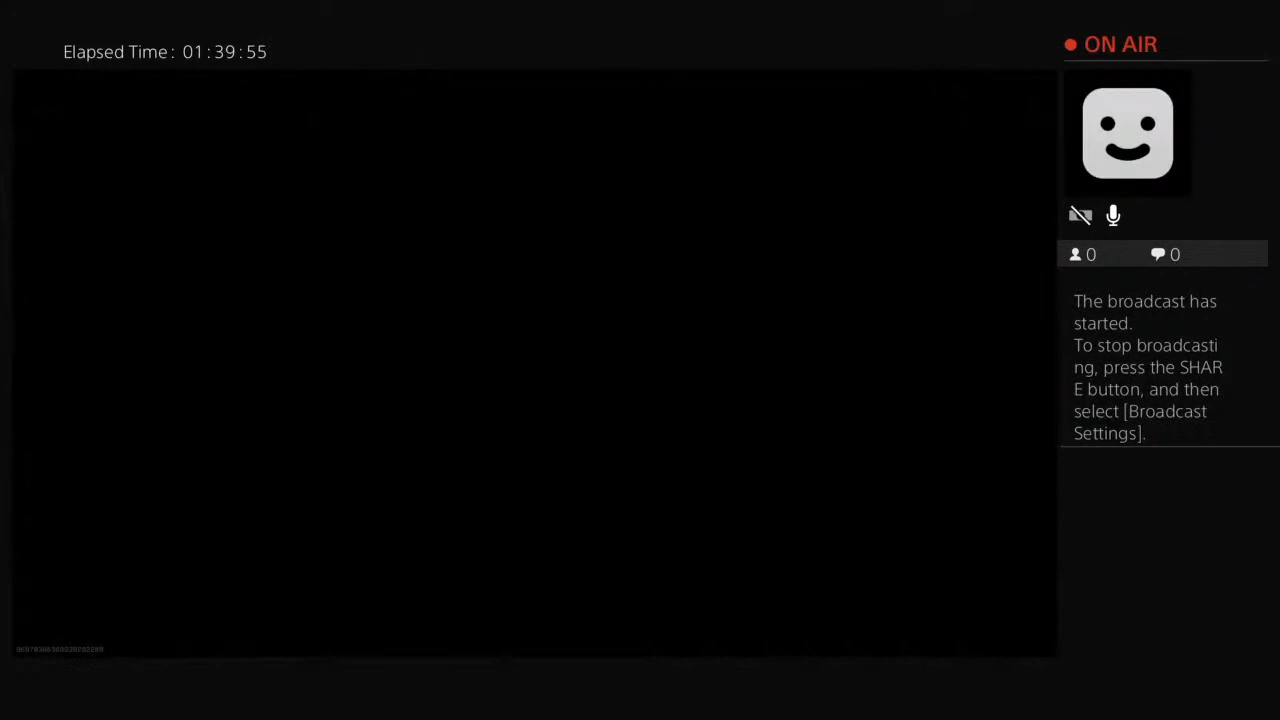 Elapsed Time: 01:39:55
ON AIR
0 0
The broadcast has
started.
To stop broadcasti
ng, press the SHAR
E button, and then
select [Broadcast
Settings].